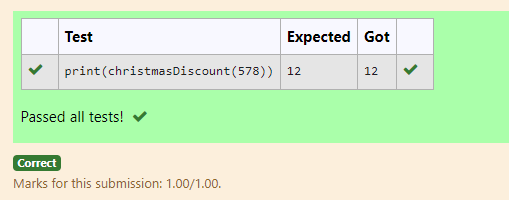 Test Expected Got
print(christmasDiscount(578)) 12 12
Passed all tests!
Correct
Marks for this submission: 1.00/1.00.